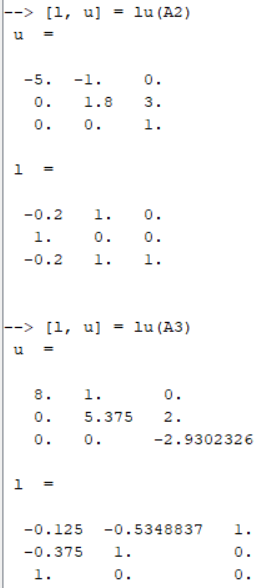 --> [l, u] = lu(A2)
u  =
-5.  -1.   0.
0.   1.8   3.
0.   0.    1.
l  =
-0.2   1.   0.
1.     0.   0.
-0.2   1.   1.
--> [l, u] = lu(A3)
u  =
8.   1.      0.
0.   5.375   2.
0.   0.     -2.9302326
l  =
-0.125  -0.5348837   1.
-0.375   1.          0.
1.       0.          0.